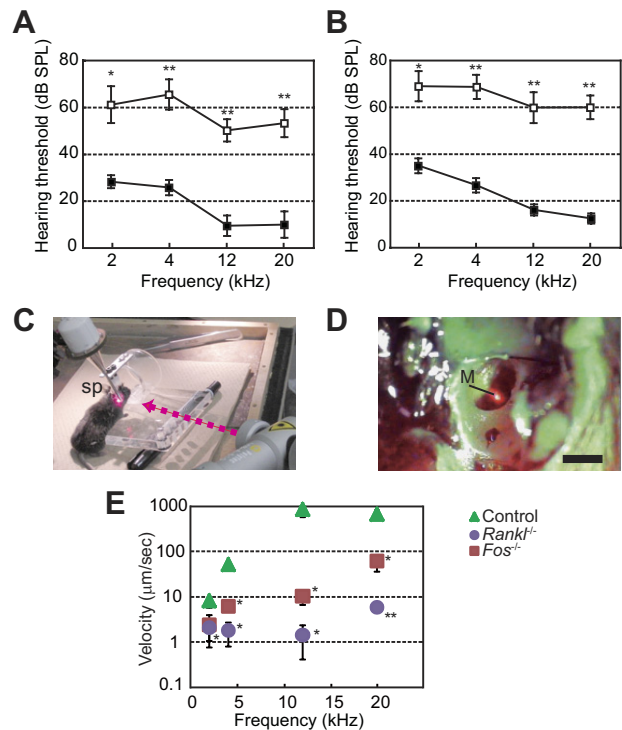 A
B
Hearing threshold (dB SPL)
80
60
40
20
0
* ** ** **
2 4 12 20
Frequency (kHz)
Hearing threshold (dB SPL)
80
60
40
20
0
* ** ** **
2 4 12 20
Frequency (kHz)
C
D
sp
M
E
Velocity (μm/sec)
1000
100
10
1
0.1
* * * *
* * * **
0 5 10 15 20
Frequency (kHz)
Control
Rankl-/-
Fos-/-